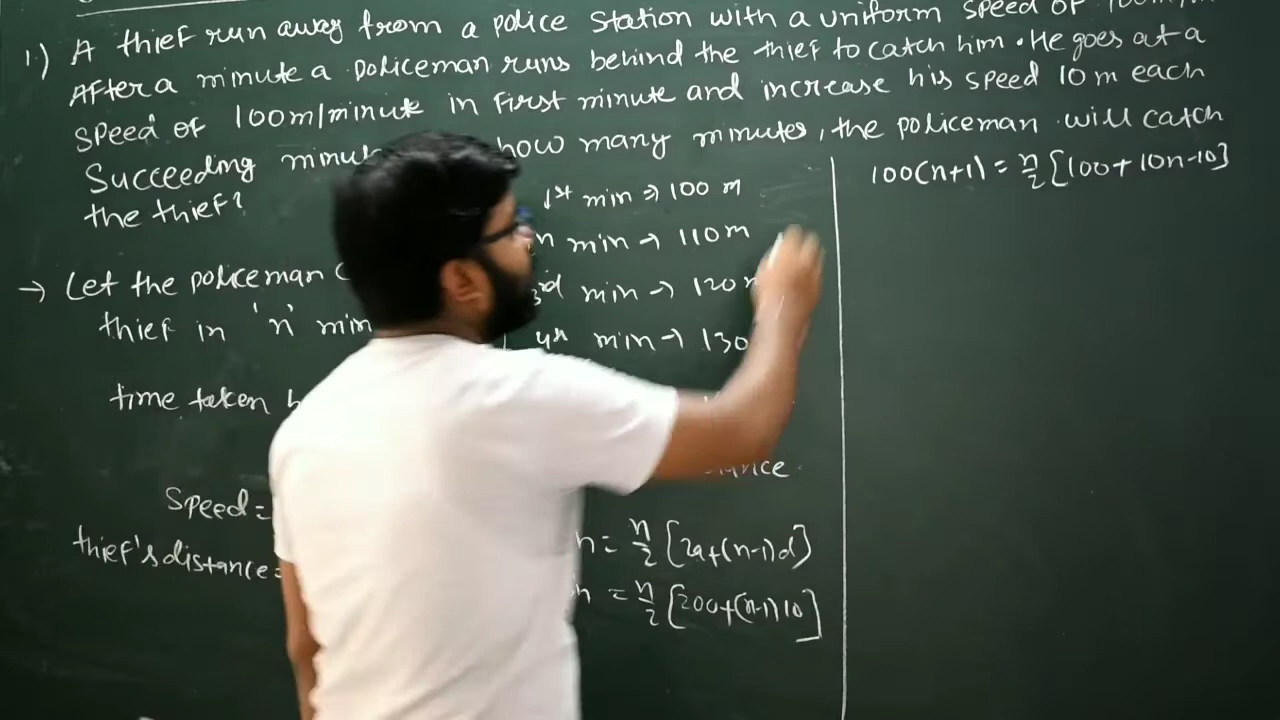 1.) A thief run away from a police station with a uniform speed of
After a minute a policeman runs behind the thief to catch him. He goes at a
speed of 100m/minute in first minute and increase his speed 10 m each
Succeeding how many minutes, the policeman will catch
the thief?
→ Let the policeman
thief in 'n' min
time taken
Speed =
thief's distance =
1st min → 100 m
min → 110m
min → 120
4th min → 130
= n/2 [2a+(n-1)d]
= n/2 [200+(n-1)10]
100(n+1) = n/2 [100+10n-10]